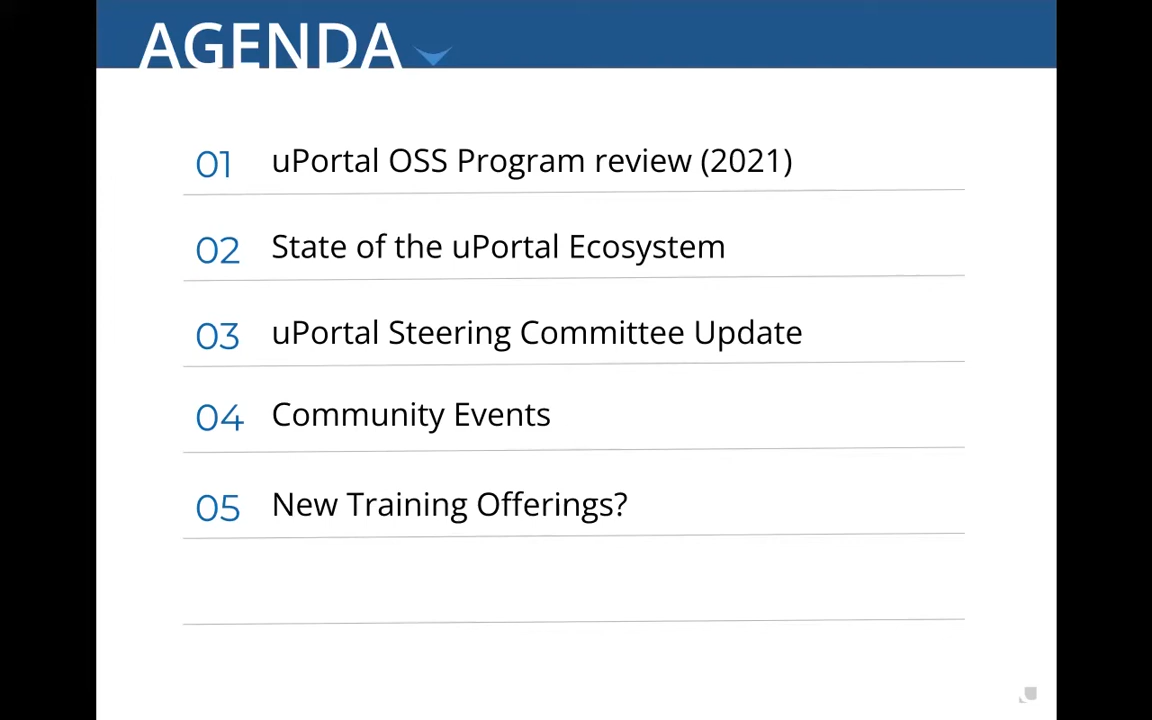 AGENDA
01 uPortal OSS Program review (2021)
02 State of the uPortal Ecosystem
03 uPortal Steering Committee Update
04 Community Events
05 New Training Offerings?